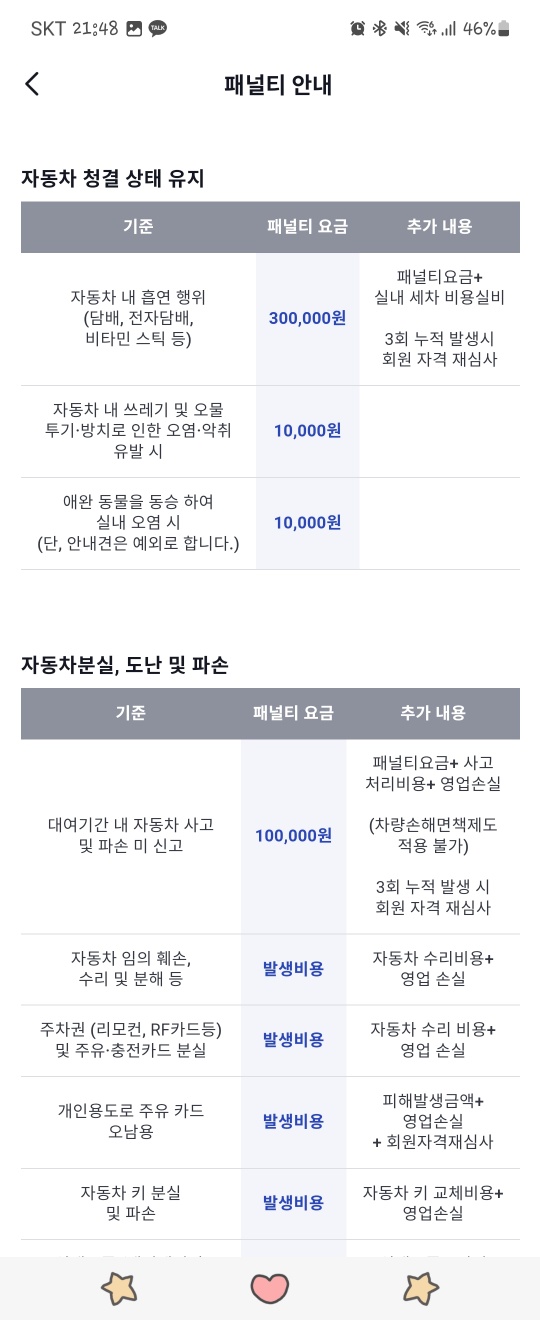 SKT 21:48 TALK 46%
패널티 안내
자동차 청결 상태 유지
기준 패널티 요금 추가 내용
자동차 내 흡연 행위
(담배, 전자담배,
비타민 스틱 등)
300,000원
패널티요금+
실내 세차 비용실비
3회 누적 발생시
회원 자격 재심사
자동차 내 쓰레기 및 오물
투기·방치로 인한 오염·악취
유발 시
10,000원
애완 동물을 동승 하여
실내 오염 시
(단, 안내견은 예외로 합니다.)
10,000원
자동차분실, 도난 및 파손
기준 패널티 요금 추가 내용
대여기간 내 자동차 사고
및 파손 미 신고
100,000원
패널티요금+ 사고
처리비용+ 영업손실
(차량손해면책제도
적용 불가)
3회 누적 발생 시
회원 자격 재심사
자동차 임의 훼손,
수리 및 분해 등
발생비용
자동차 수리비용+
영업 손실
주차권 (리모컨, RF카드등)
및 주유·충전카드 분실
발생비용
자동차 수리 비용+
영업 손실
개인용도로 주유 카드
오남용
발생비용
피해발생금액+
영업손실
+ 회원자격재심사
자동차 키 분실
및 파손
발생비용
자동차 키 교체비용+
영업손실